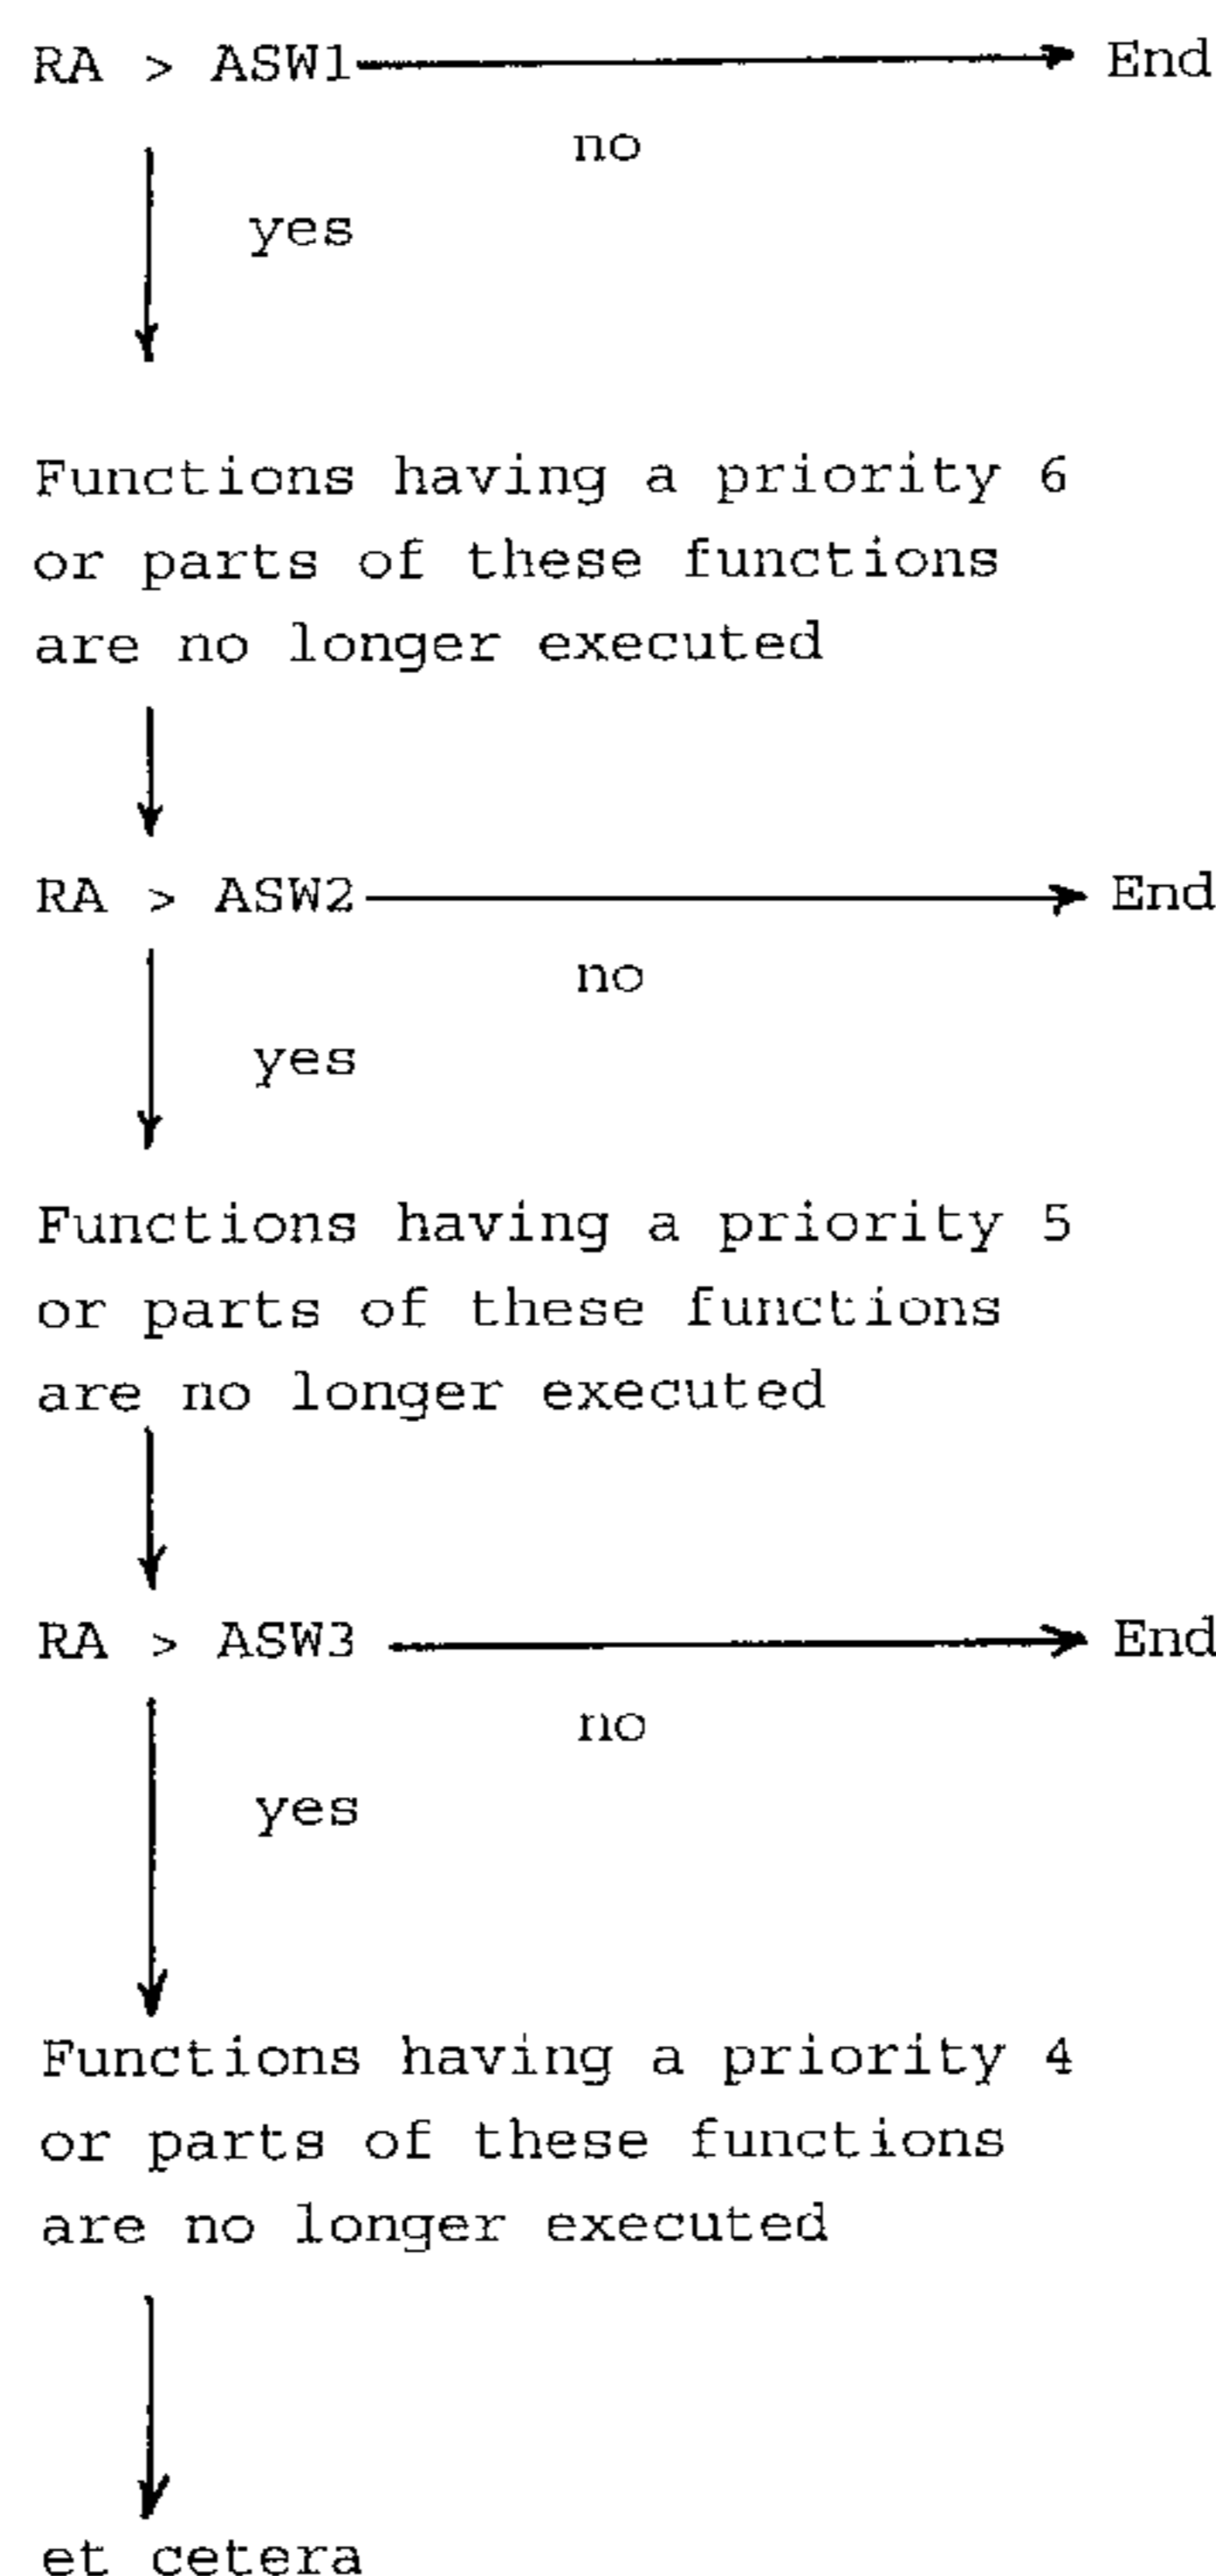 RA > ASW1 End
no
yes
Functions having a priority 6
or parts of these functions
are no longer executed
RA > ASW2 End
no
yes
Functions having a priority 5
or parts of these functions
are no longer executed
RA > ASW3 End
no
yes
Functions having a priority 4
or parts of these functions
are no longer executed
et cetera